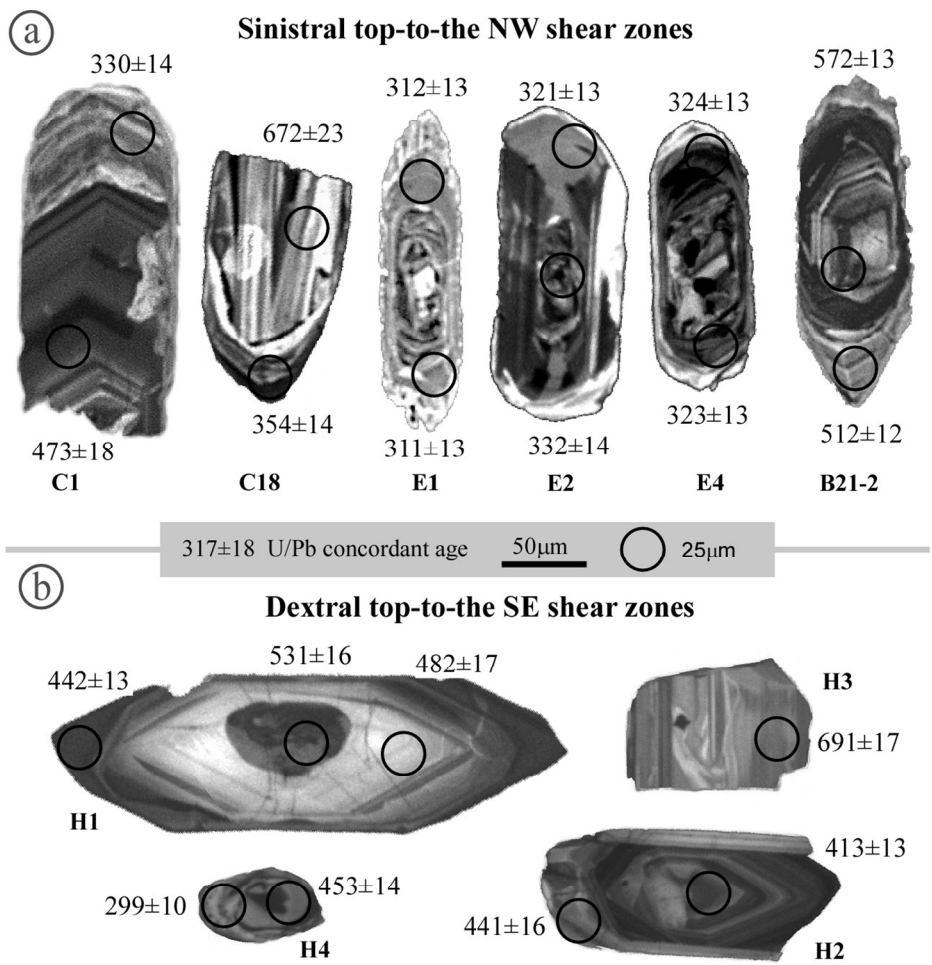 a
Sinistral top-to-the NW shear zones
330±14
672±23
312±13
321±13
324±13
572±13
473±18
354±14
311±13
332±14
323±13
512±12
C1
C18
E1
E2
E4
B21-2
317±18 U/Pb concordant age
50μm
25μm
b
Dextral top-to-the SE shear zones
442±13
531±16
482±17
H3
691±17
H1
413±13
299±10
453±14
441±16
H4
H2